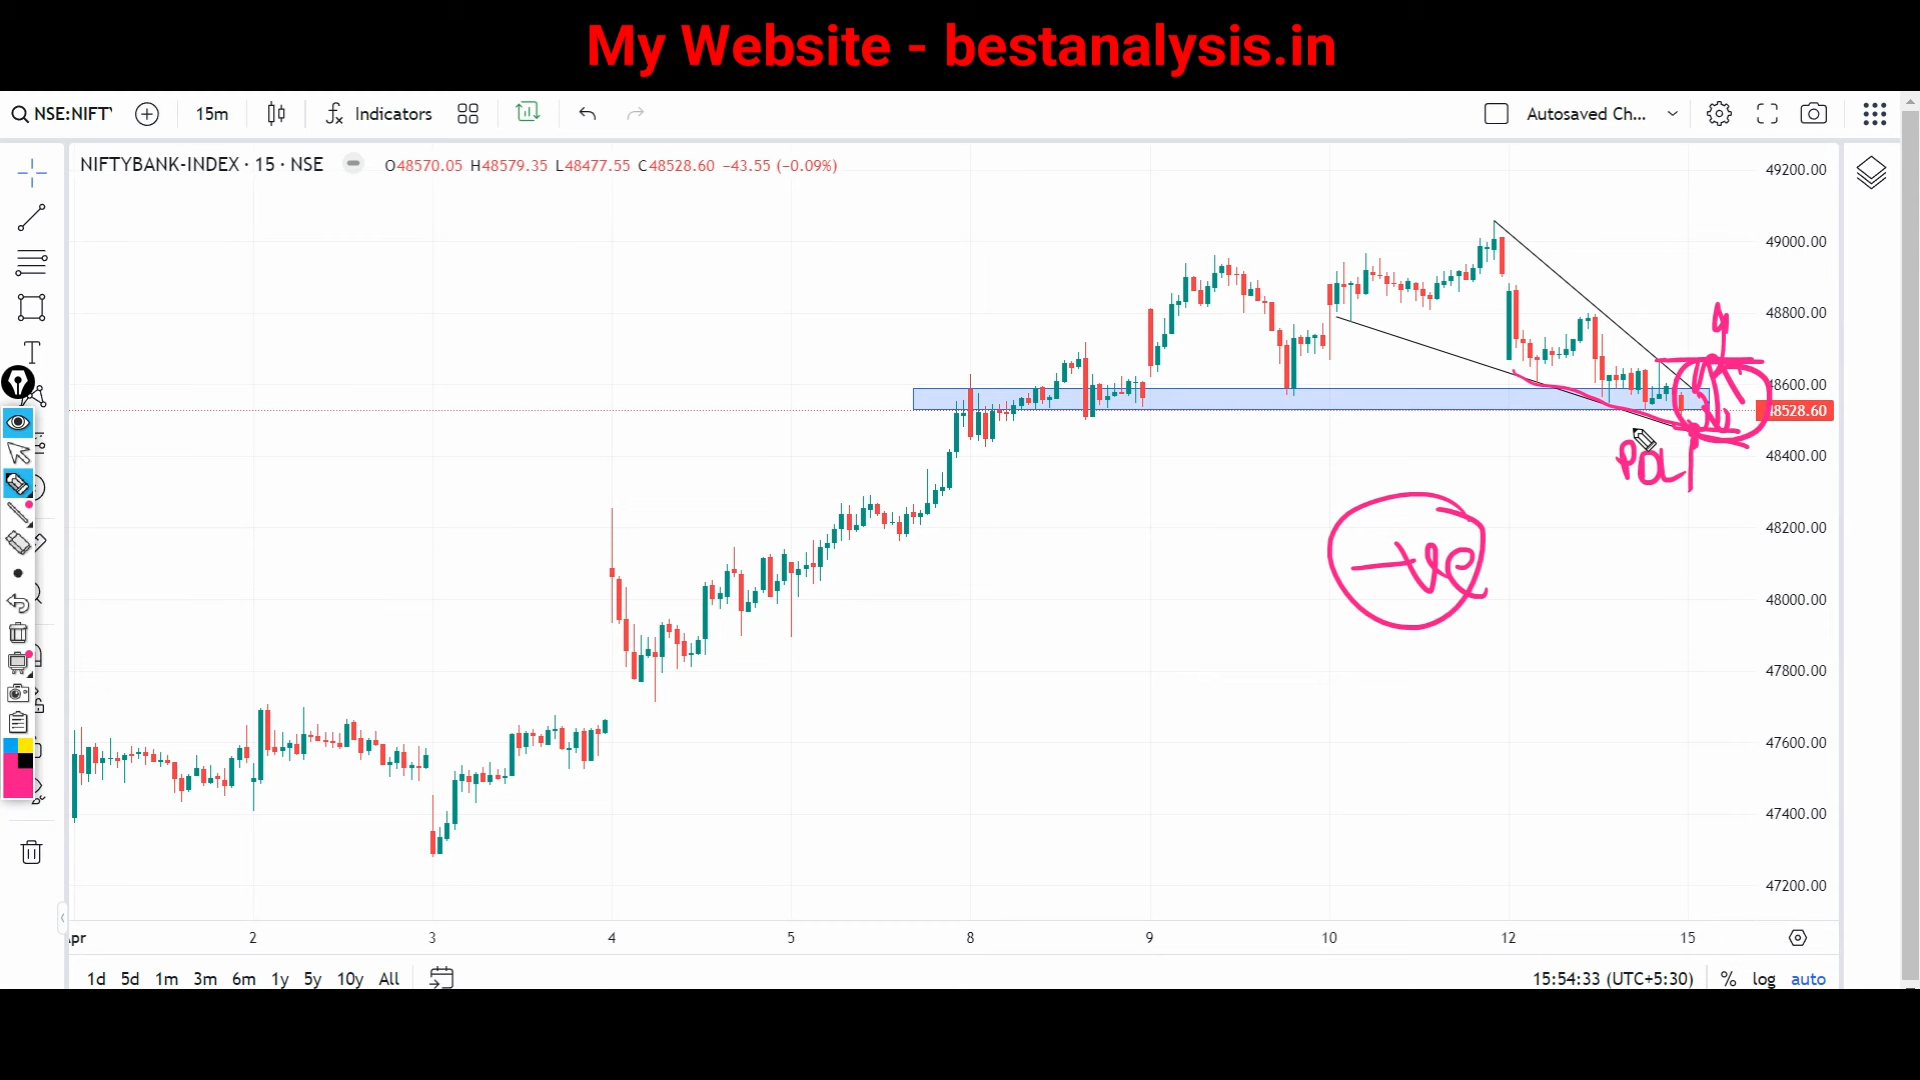 My Website - bestanalysis.in
NSE:NIFT
15m
Indicators
Autosaved Ch...
NIFTYBANK-INDEX · 15 · NSE
O48570.05 H48579.35 L48477.55 C48528.60 −43.55 (−0.09%)
49200.00
49000.00
48800.00
48600.00
48528.60
48400.00
48200.00
48000.00
47800.00
47600.00
47400.00
47200.00
PDL
-ve
Apr 2 3 4 5 8 9 10 12 15
1d 5d 1m 3m 6m 1y 5y 10y All
15:54:33 (UTC+5:30) % log auto